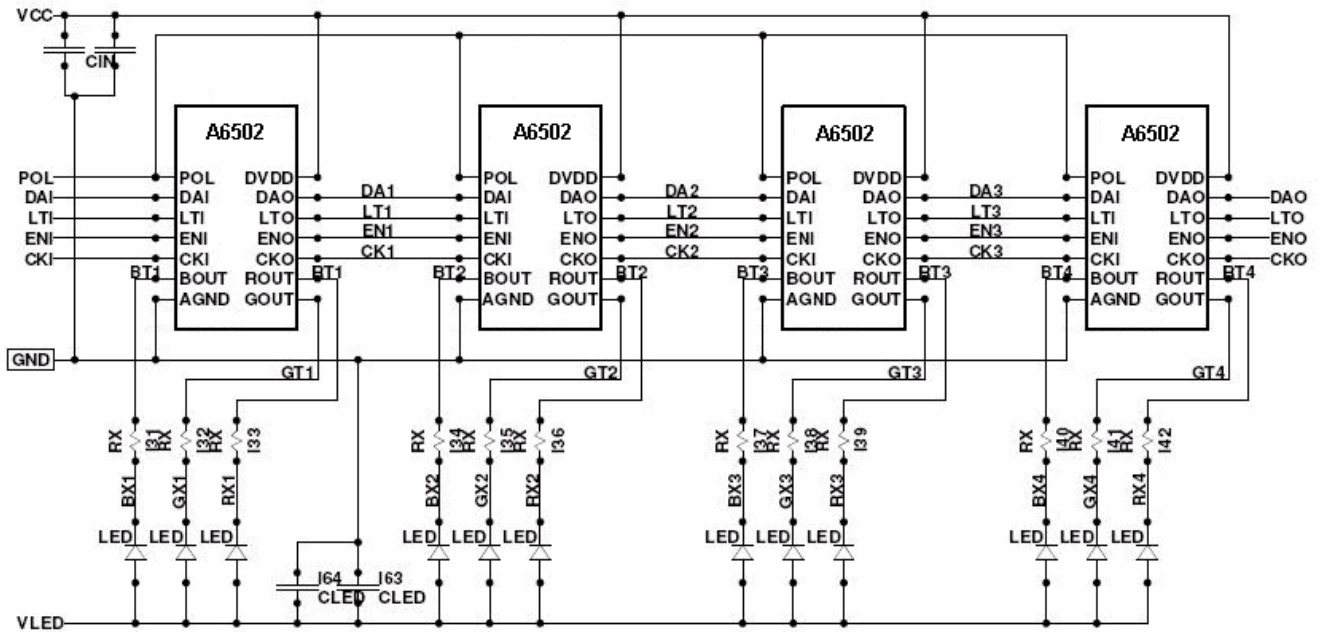 VCC
CIN
A6502 A6502 A6502 A6502
POL POL DVDD POL DVDD POL DVDD POL DVDD
DAI DAI DAO DA1 DAI DAO DA2 DAI DAO DA3 DAI DAO DAO
LTI LTI LTO LT1 LTI LTO LT2 LTI LTO LT3 LTI LTO LTO
ENI ENI ENO EN1 ENI ENO EN2 ENI ENO EN3 ENI ENO ENO
CKI CKI CKO CK1 CKI CKO CK2 CKI CKO CK3 CKI CKO CKO
BT1 BOUT ROUT RT1 BT2 BOUT ROUT RT2 BT3 BOUT ROUT RT3 BT4 BOUT ROUT RT4
AGND GOUT AGND GOUT AGND GOUT AGND GOUT
GND
GT1 GT2 GT3 GT4
RX I31 RX I32 RX I33 RX I34 RX I35 RX I36 RX I37 RX I38 RX I39 RX I40 RX I41 RX I42
BX1 GX1 RX1 BX2 GX2 RX2 BX3 GX3 RX3 BX4 GX4 RX4
LED LED LED LED LED LED LED LED LED LED LED LED
I64 I63
CLED CLED
VLED